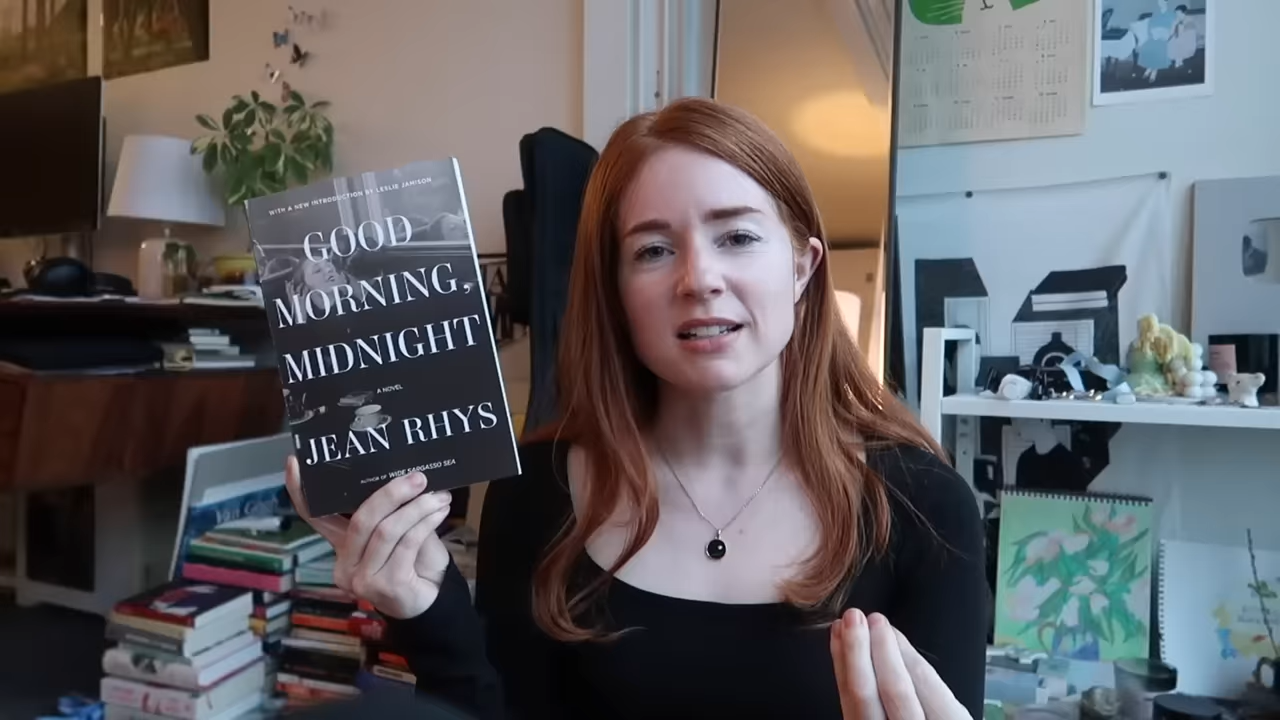 WITH A NEW INTRODUCTION BY LESLIE JAMISON
GOOD
MORNING,
MIDNIGHT
A NOVEL
JEAN RHYS
AUTHOR OF WIDE SARGASSO SEA